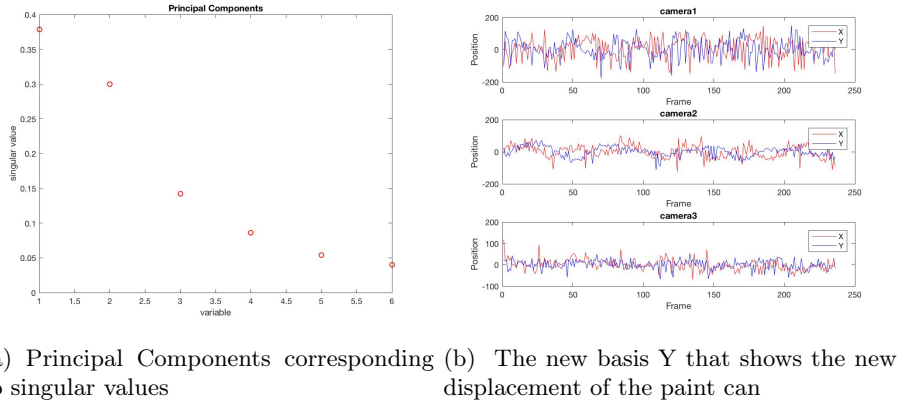 Principal Components
0.4
0.35
0.3
0.25
0.2
0.15
0.1
0.05
0
singular value
1
1.5
2
2.5
3
3.5
4
4.5
5
5.5
6
variable
camera1
200
0
-200
Position
X
Y
0
50
100
150
200
250
Frame
camera2
200
0
-200
Position
X
Y
0
50
100
150
200
250
Frame
camera3
200
100
0
-100
Position
X
Y
0
50
100
150
200
250
Frame
) Principal Components corresponding
singular values
(b) The new basis Y that shows the new
displacement of the paint can